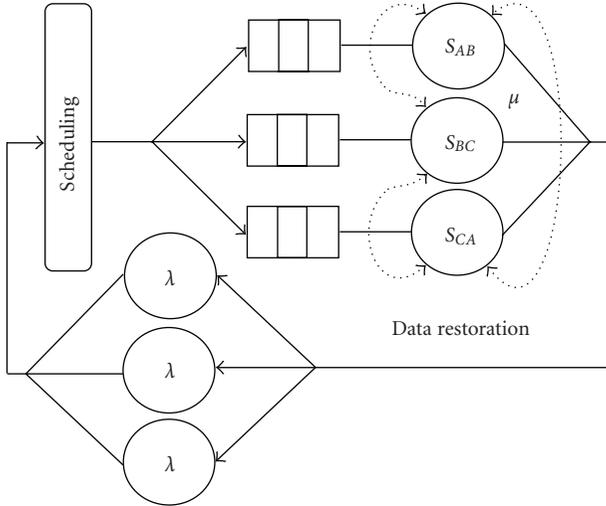 Scheduling
S_AB
μ
S_BC
S_CA
λ
Data restoration
λ
λ